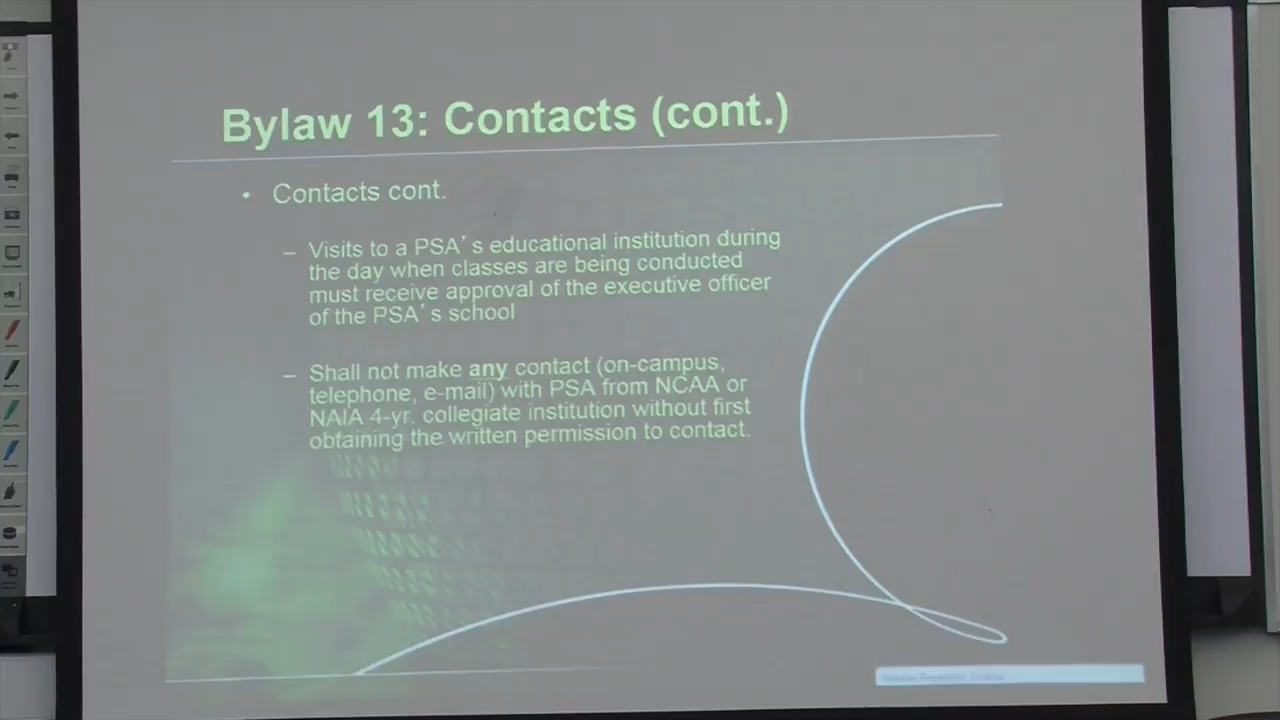 Bylaw 13: Contacts (cont.)
• Contacts cont.
– Visits to a PSA's educational institution during
the day when classes are being conducted
must receive approval of the executive officer
of the PSA's school
– Shall not make any contact (on-campus,
telephone, e-mail) with PSA from NCAA or
NAIA 4-yr. collegiate institution without first
obtaining the written permission to contact.